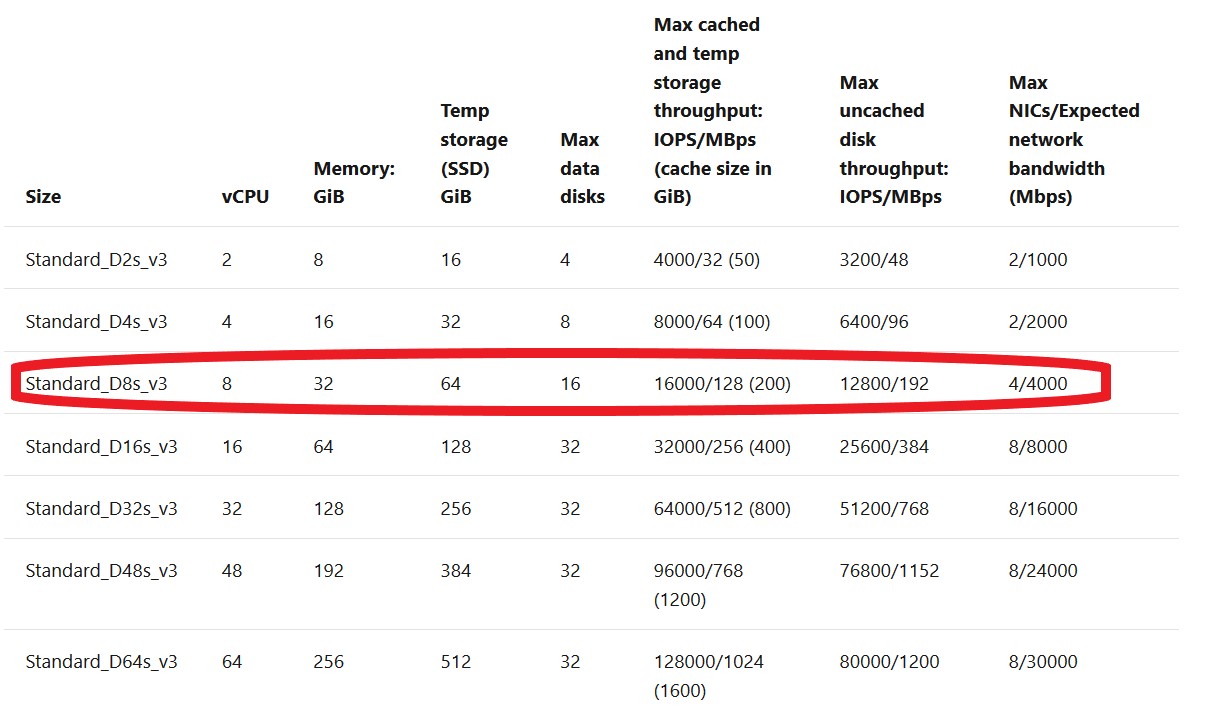 Size vCPU Memory: GiB Temp storage (SSD) GiB Max data disks Max cached and temp storage throughput: IOPS/MBps (cache size in GiB) Max uncached disk throughput: IOPS/MBps Max NICs/Expected network bandwidth (Mbps)
Standard_D2s_v3 2 8 16 4 4000/32 (50) 3200/48 2/1000
Standard_D4s_v3 4 16 32 8 8000/64 (100) 6400/96 2/2000
Standard_D8s_v3 8 32 64 16 16000/128 (200) 12800/192 4/4000
Standard_D16s_v3 16 64 128 32 32000/256 (400) 25600/384 8/8000
Standard_D32s_v3 32 128 256 32 64000/512 (800) 51200/768 8/16000
Standard_D48s_v3 48 192 384 32 96000/768 (1200) 76800/1152 8/24000
Standard_D64s_v3 64 256 512 32 128000/1024 (1600) 80000/1200 8/30000